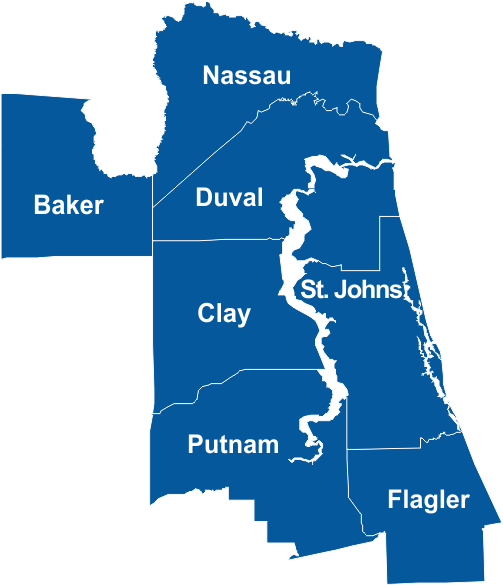 Nassau
Baker
Duval
St. Johns
Clay
Putnam
Flagler